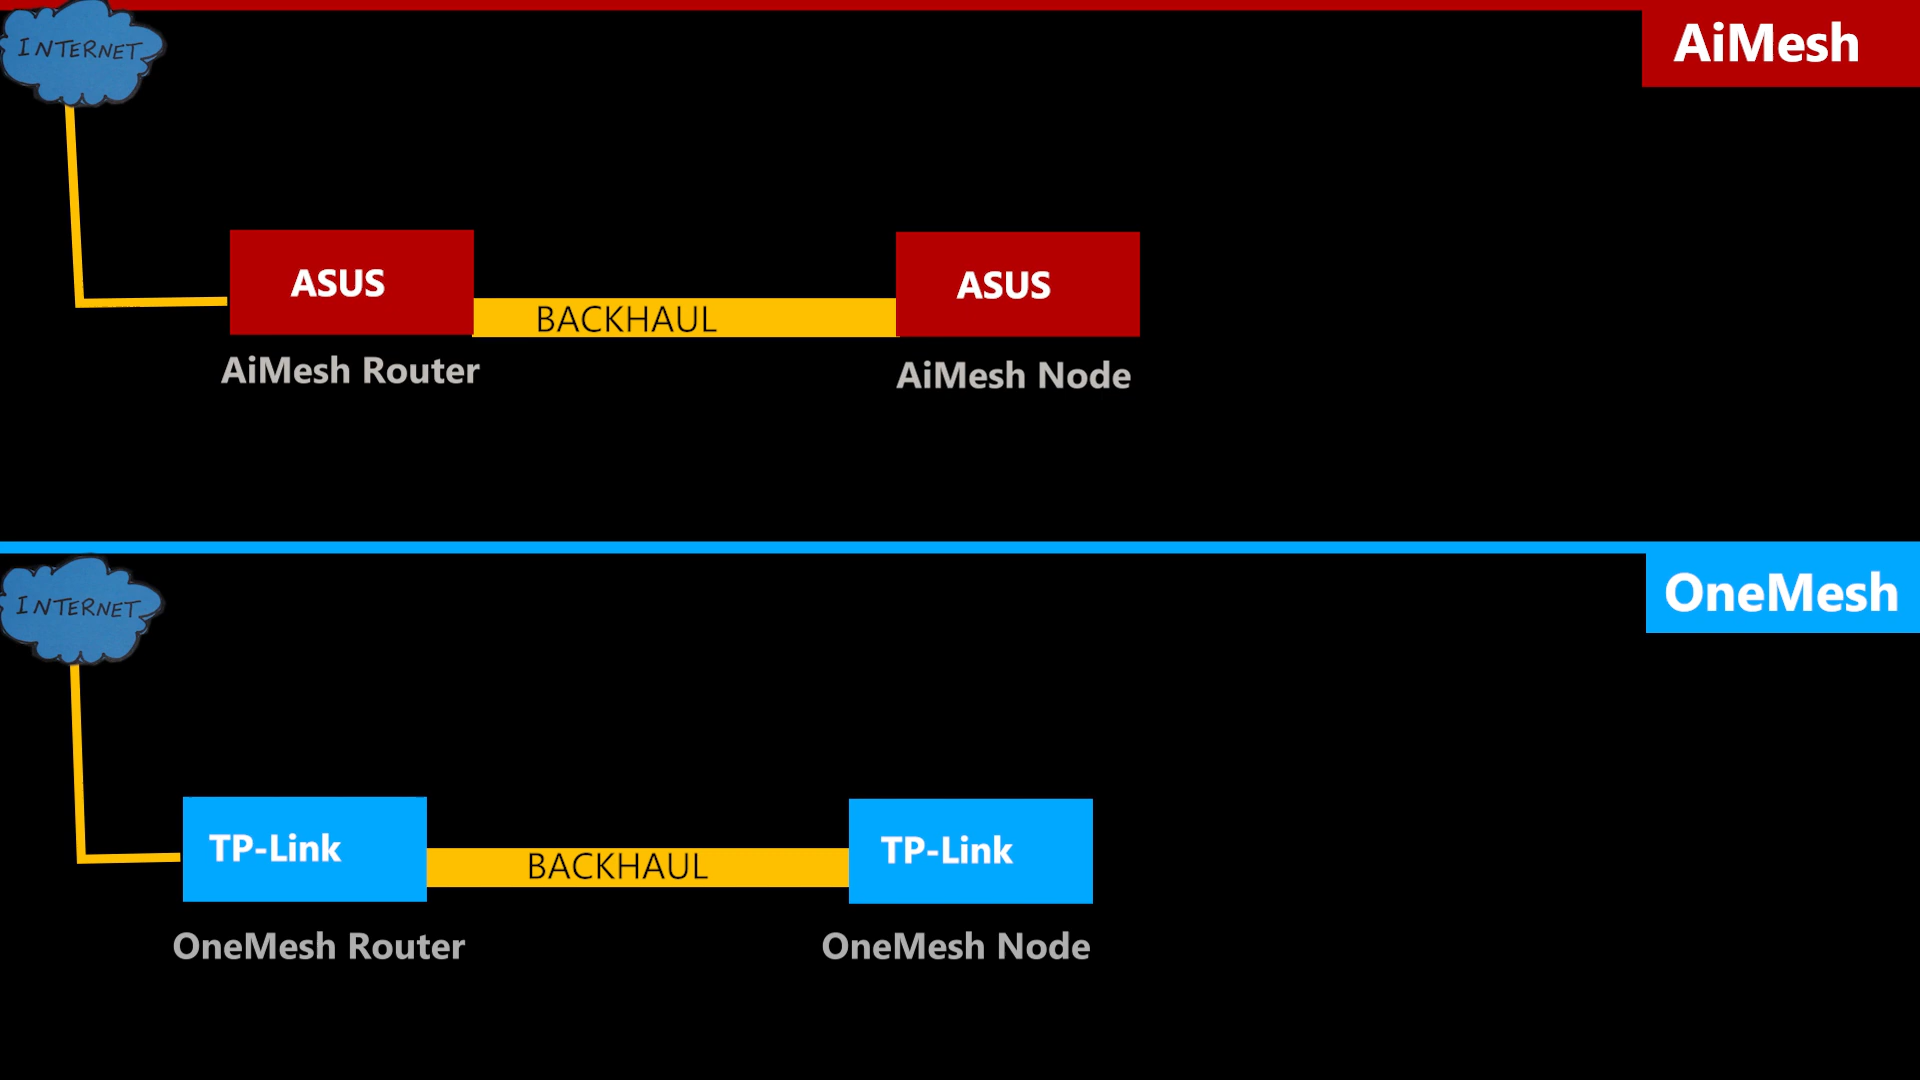 INTERNET
AiMesh
ASUS
ASUS
BACKHAUL
AiMesh Router
AiMesh Node
INTERNET
OneMesh
TP-Link
TP-Link
BACKHAUL
OneMesh Router
OneMesh Node